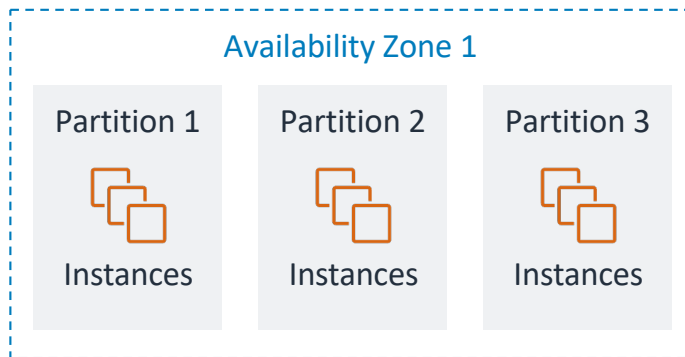 Availability Zone 1
Partition 1
Instances
Partition 2
Instances
Partition 3
Instances